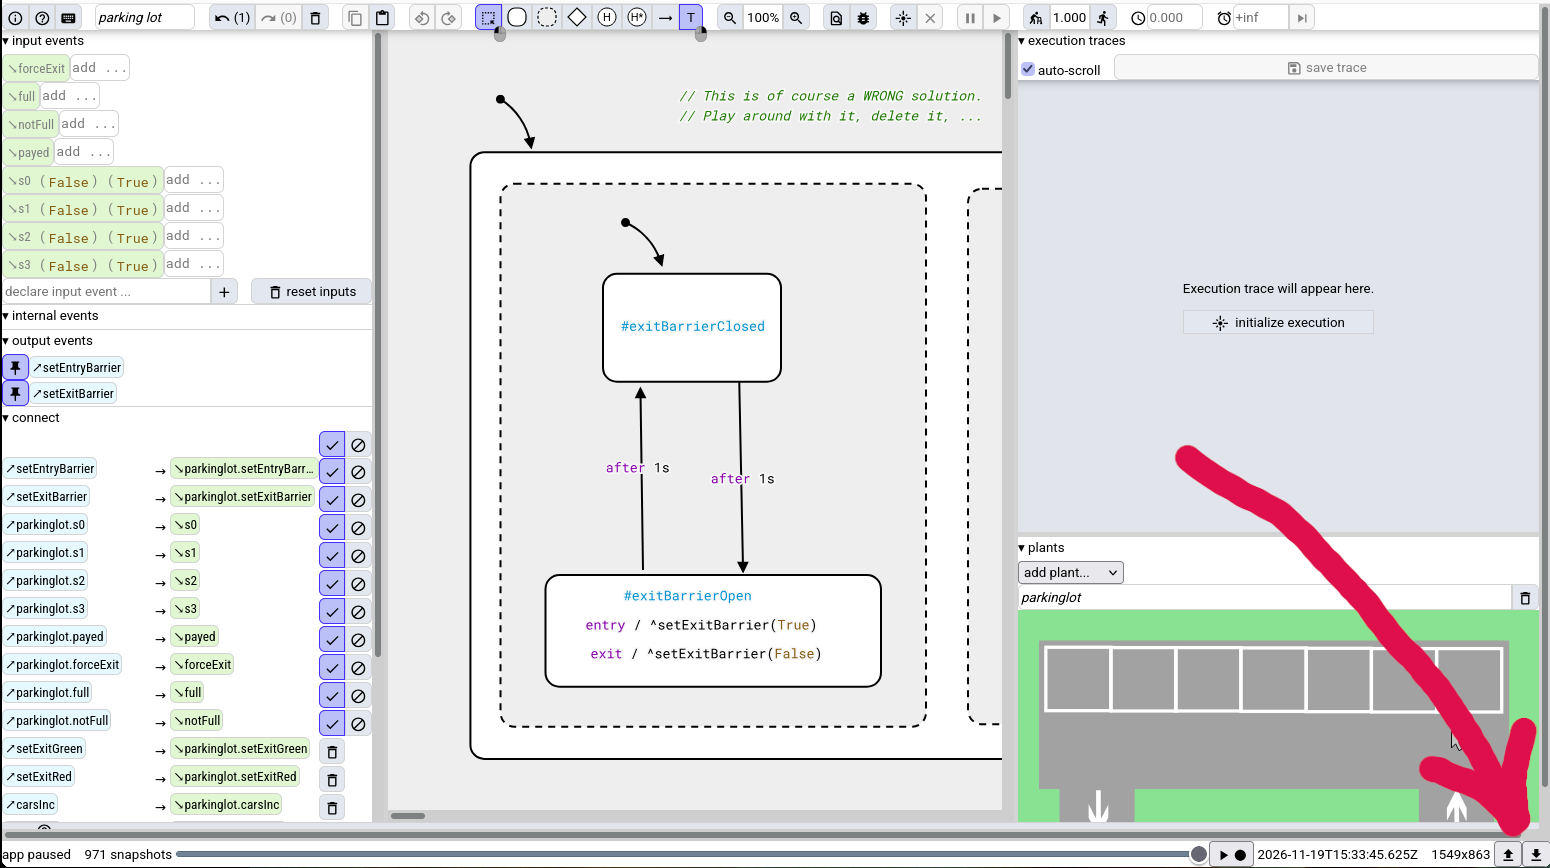 parking lot
(1)
(0)
H
H*
T
100%
1.000
0.000
+inf
input events
forceExit add ...
full add ...
notFull add ...
payed add ...
s0 (False) (True) add ...
s1 (False) (True) add ...
s2 (False) (True) add ...
s3 (False) (True) add ...
declare input event ... +
reset inputs
internal events
output events
setEntryBarrier
setExitBarrier
connect
setEntryBarrier → parkinglot.setEntryBarr...
setExitBarrier → parkinglot.setExitBarrier
parkinglot.s0 → s0
parkinglot.s1 → s1
parkinglot.s2 → s2
parkinglot.s3 → s3
parkinglot.payed → payed
parkinglot.forceExit → forceExit
parkinglot.full → full
parkinglot.notFull → notFull
setExitGreen → parkinglot.setExitGreen
setExitRed → parkinglot.setExitRed
carsInc → parkinglot.carsInc
// This is of course a WRONG solution.
// Play around with it, delete it, ...
#exitBarrierClosed
after 1s
after 1s
#exitBarrierOpen
entry / ^setExitBarrier(True)
exit / ^setExitBarrier(False)
execution traces
auto-scroll
save trace
Execution trace will appear here.
initialize execution
plants
add plant...
parkinglot
app paused 971 snapshots
2026-11-19T15:33:45.625Z 1549x863